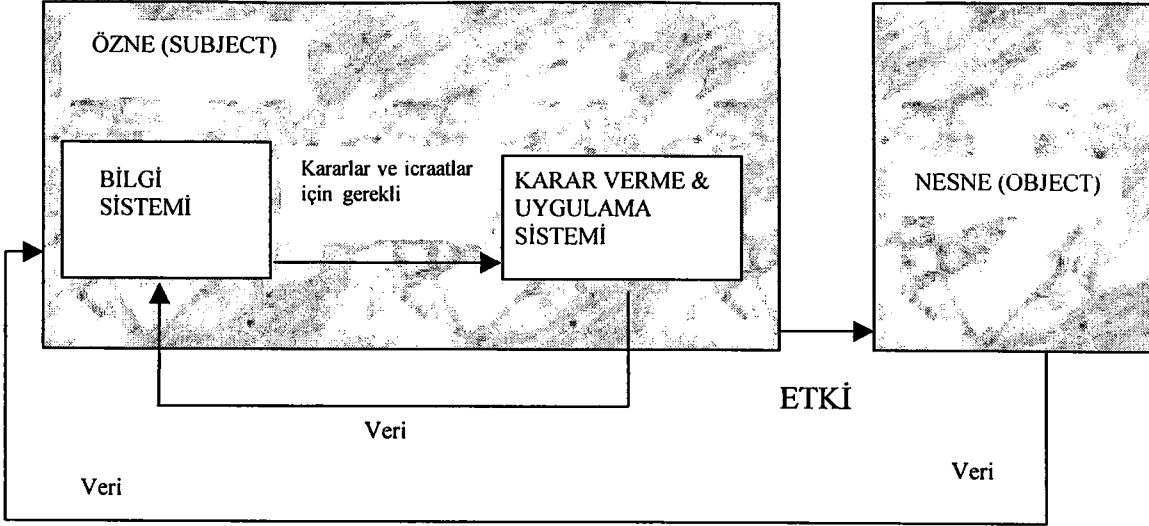 ÖZNE (SUBJECT)
BİLGİ
SİSTEMİ
Kararlar ve icraatlar
için gerekli
KARAR VERME &
UYGULAMA
SİSTEMİ
NESNE (OBJECT)
ETKİ
Veri
Veri
Veri